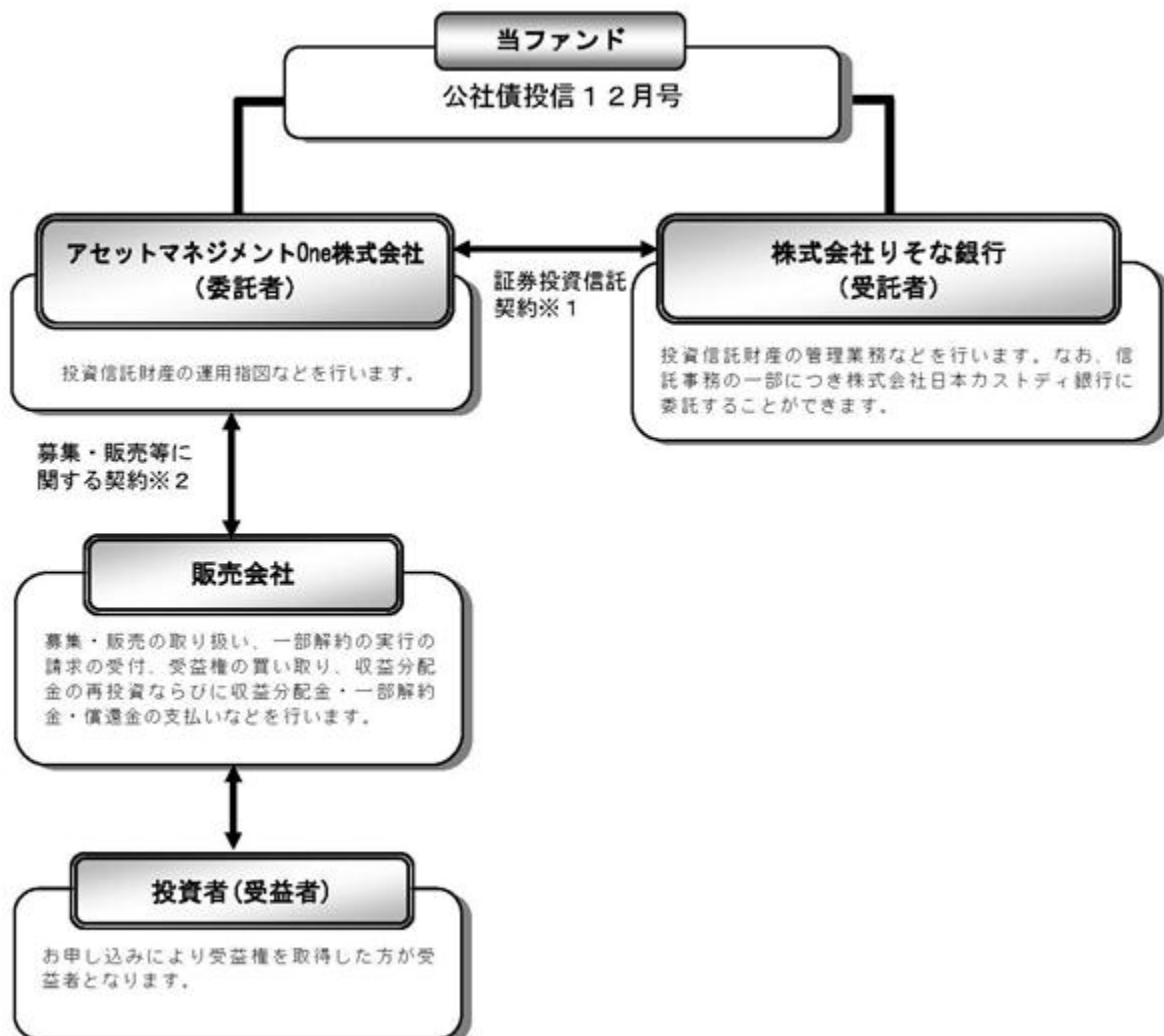 当ファンド
公社債投信１２月号
アセットマネジメントOne株式会社
（委託者）
投資信託財産の運用指図などを行います。
証券投資信託
契約※１
株式会社りそな銀行
（受託者）
投資信託財産の管理業務などを行います。なお、信
託事務の一部につき株式会社日本カストディ銀行に
委託することができます。
募集・販売等に
関する契約※２
販売会社
募集・販売の取り扱い、一部解約の実行の
請求の受付、受益権の買い取り、収益分配
金の再投資ならびに収益分配金・一部解約
金・償還金の支払いなどを行います。
投資者(受益者)
お申し込みにより受益権を取得した方が受
益者となります。